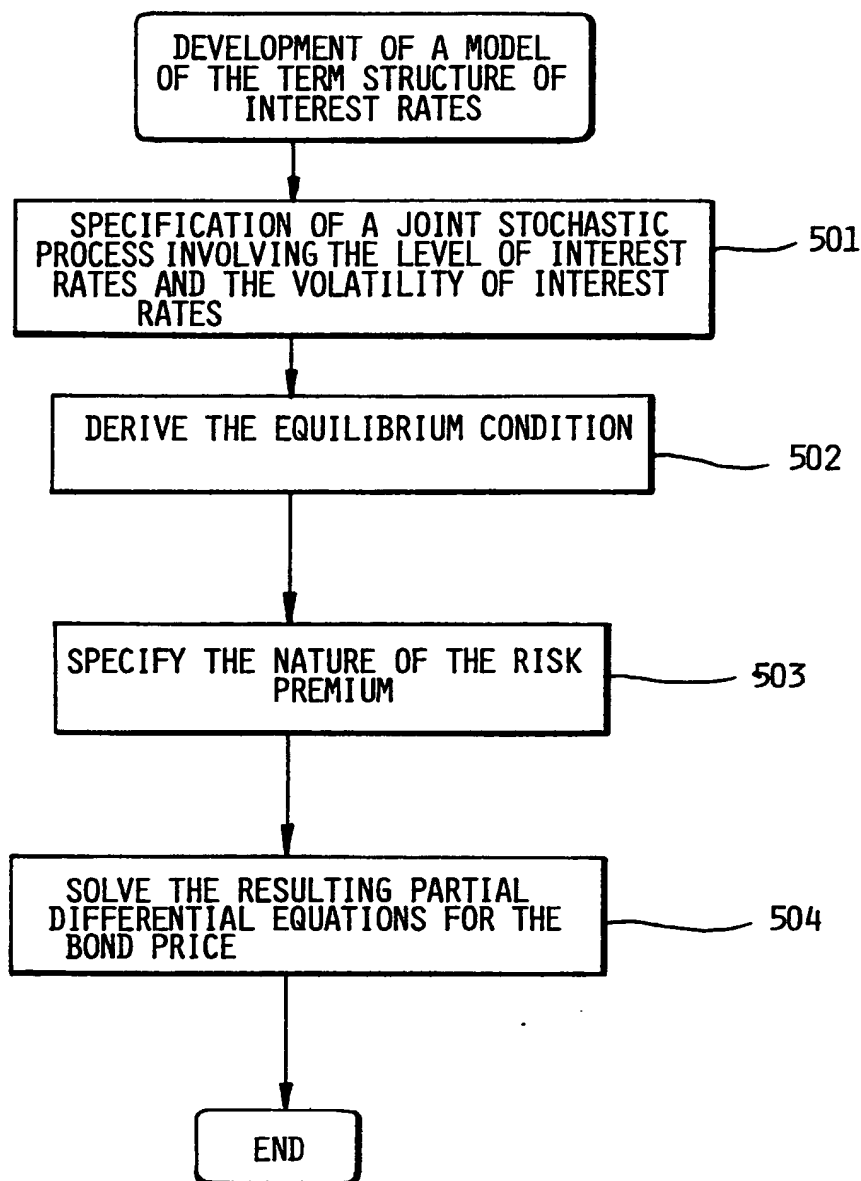 DEVELOPMENT OF A MODEL
OF THE TERM STRUCTURE OF
INTEREST RATES
SPECIFICATION OF A JOINT STOCHASTIC
PROCESS INVOLVING THE LEVEL OF INTEREST
RATES AND THE VOLATILITY OF INTEREST
RATES
501
DERIVE THE EQUILIBRIUM CONDITION
502
SPECIFY THE NATURE OF THE RISK
PREMIUM
503
SOLVE THE RESULTING PARTIAL
DIFFERENTIAL EQUATIONS FOR THE
BOND PRICE
504
END